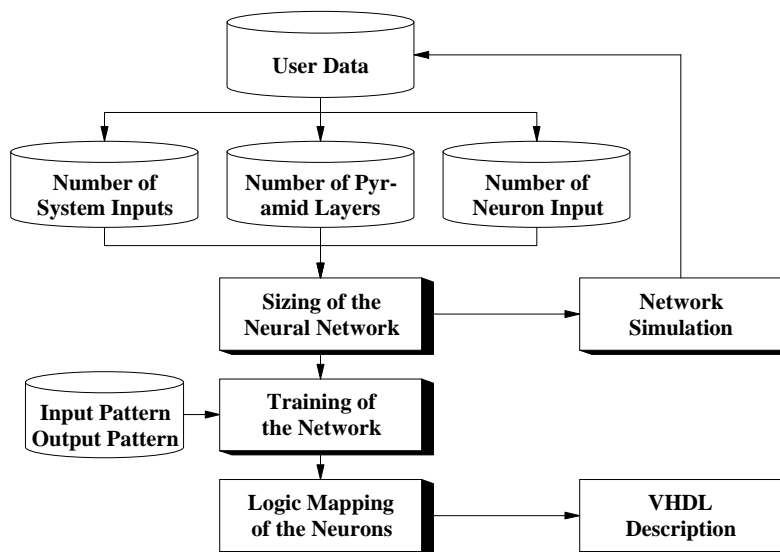 User Data
Number of
System Inputs
Number of Pyr-
amid Layers
Number of
Neuron Input
Sizing of the
Neural Network
Network
Simulation
Input Pattern
Output Pattern
Training of
the Network
Logic Mapping
of the Neurons
VHDL
Description